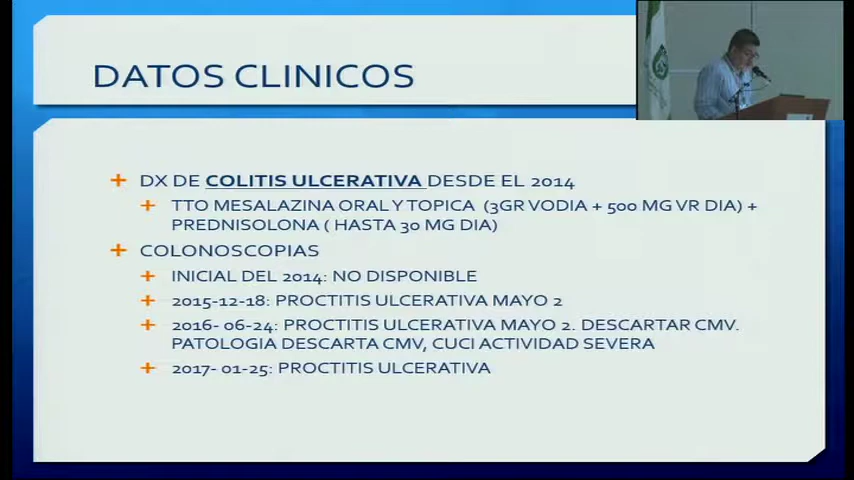 DATOS CLINICOS
DX DE COLITIS ULCERATIVA DESDE EL 2014
TTO MESALAZINA ORAL Y TOPICA (3GR VODIA + 500 MG VR DIA) +
PREDNISOLONA ( HASTA 30 MG DIA)
COLONOSCOPIAS
INICIAL DEL 2014: NO DISPONIBLE
2015-12-18: PROCTITIS ULCERATIVA MAYO 2
2016- 06-24: PROCTITIS ULCERATIVA MAYO 2. DESCARTAR CMV.
PATOLOGIA DESCARTA CMV, CUCI ACTIVIDAD SEVERA
2017- 01-25: PROCTITIS ULCERATIVA